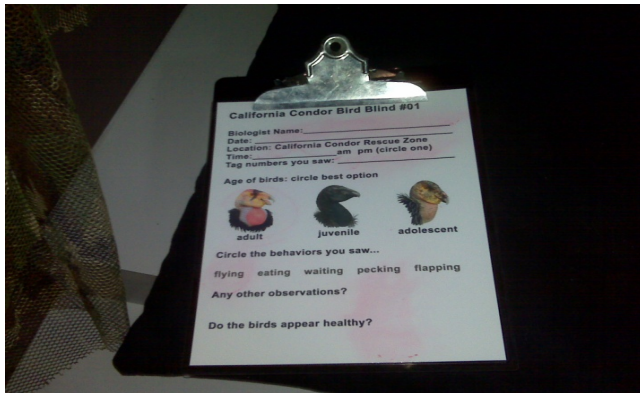 California Condor Bird Blind #01
Biologist Name:
Date:
Location: California Condor Rescue Zone
Time: am pm (circle one)
Tag numbers you saw:
Age of birds: circle best option
adult juvenile adolescent
Circle the behaviors you saw...
flying eating waiting pecking flapping
Any other observations?
Do the birds appear healthy?